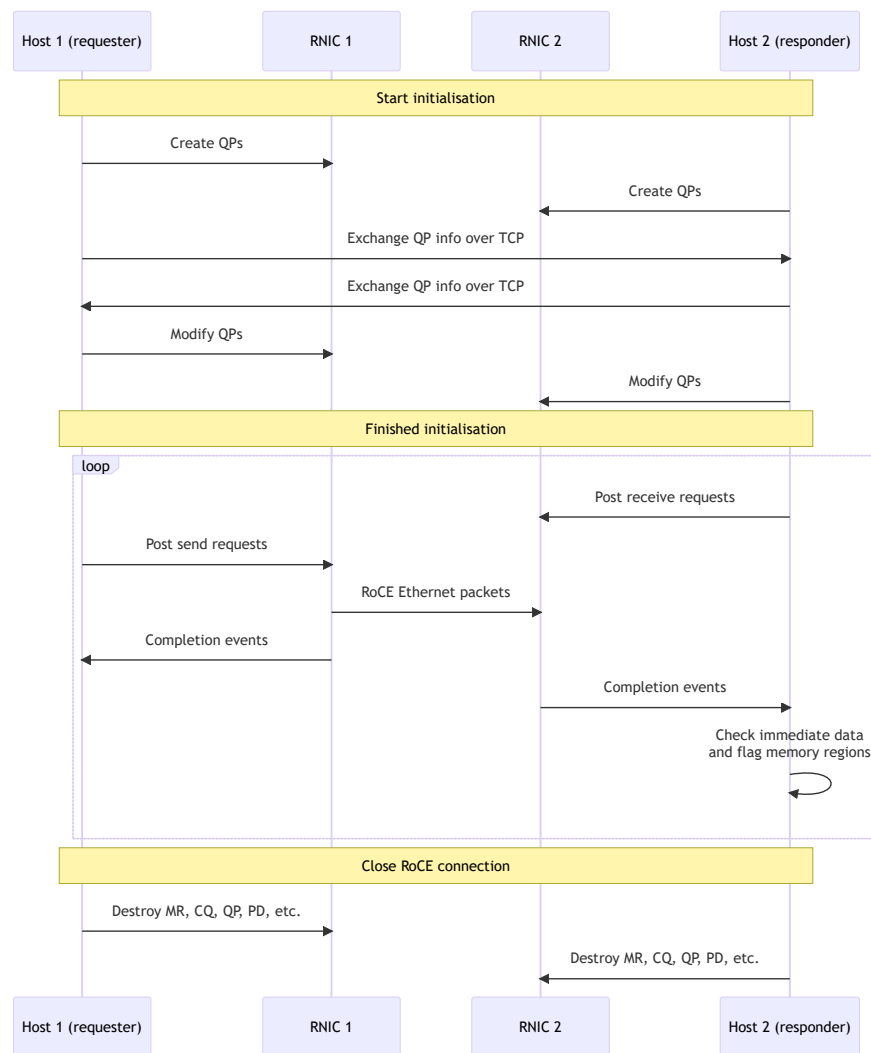 Host 1 (requester)
RNIC 1
RNIC 2
Host 2 (responder)
Start initialisation
Create QPs
Create QPs
Exchange QP info over TCP
Exchange QP info over TCP
Modify QPs
Modify QPs
Finished initialisation
loop
Post receive requests
Post send requests
RoCE Ethernet packets
Completion events
Completion events
Check immediate data
and flag memory regions
Close RoCE connection
Destroy MR, CQ, QP, PD, etc.
Destroy MR, CQ, QP, PD, etc.
Host 1 (requester)
RNIC 1
RNIC 2
Host 2 (responder)